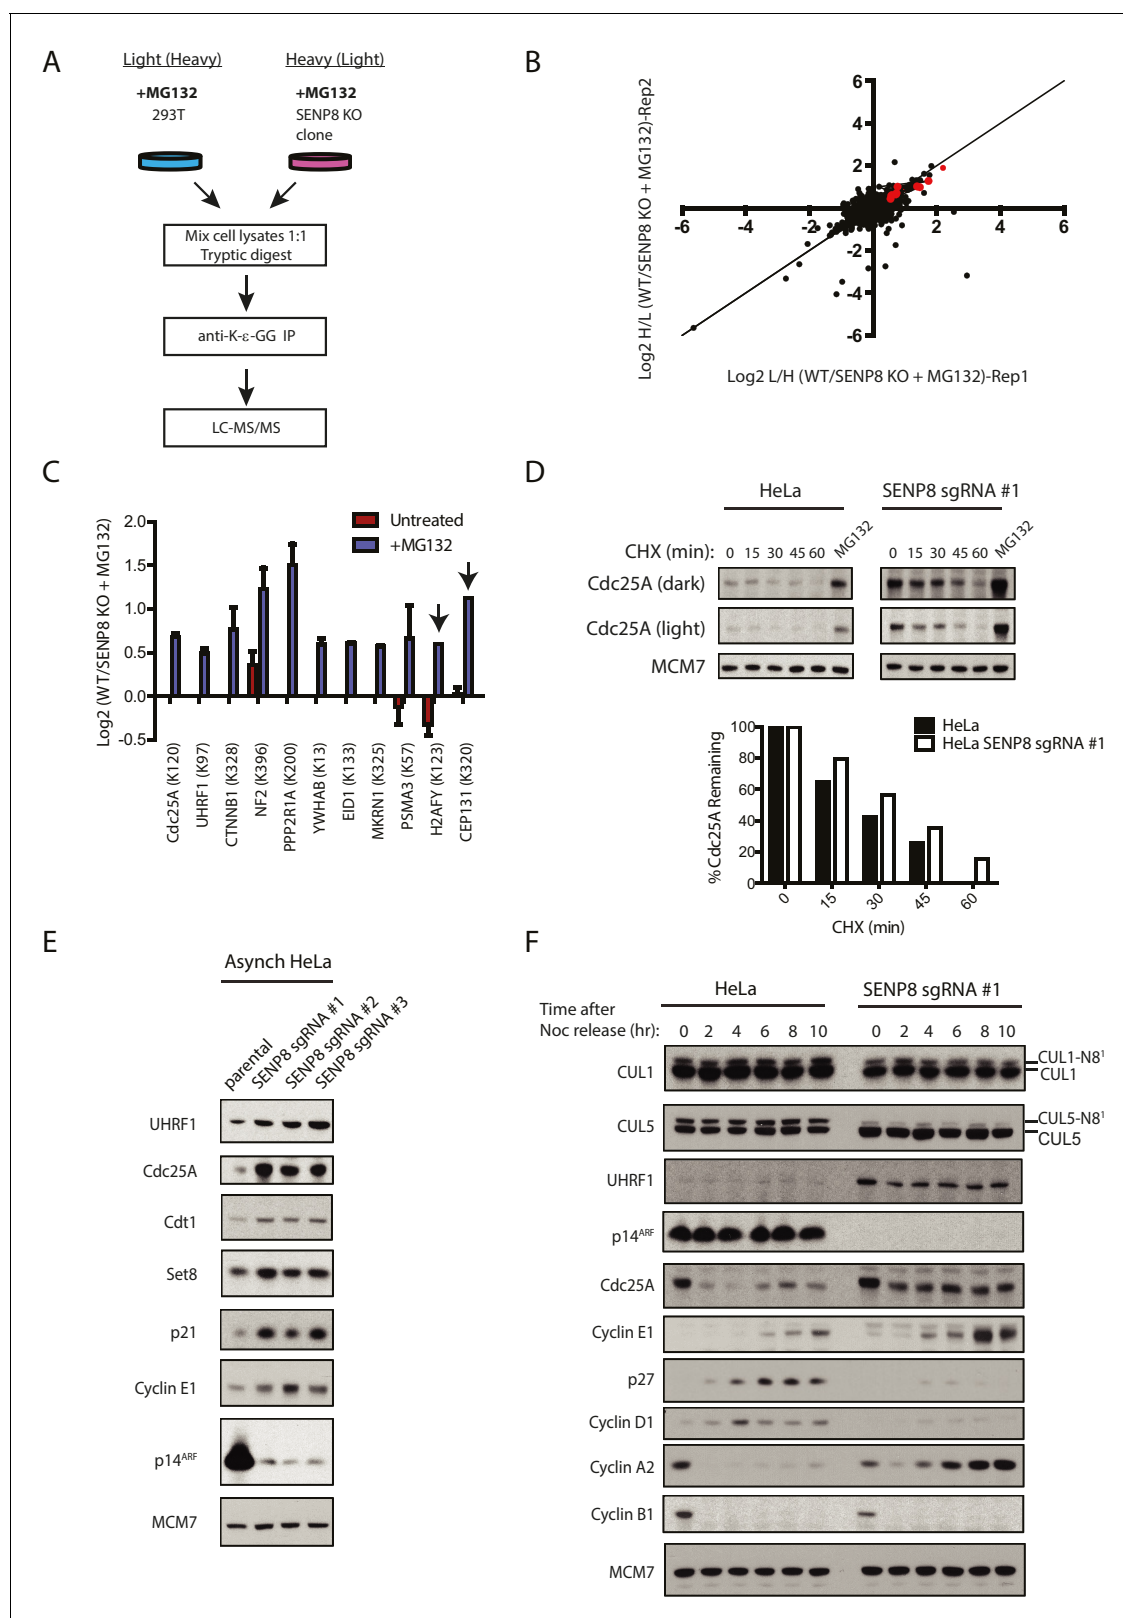 A
Light (Heavy)
Heavy (Light)
+MG132
293T
+MG132
SENP8 KO
clone
Mix cell lysates 1:1
Tryptic digest
anti-K-ε-GG IP
LC-MS/MS
B
Log2 H/L (WT/SENP8 KO + MG132)-Rep2
6
4
2
-6
-2
2
4
6
-2
-4
-6
Log2 L/H (WT/SENP8 KO + MG132)-Rep1
C
Log2 (WT/SENP8 KO + MG132)
2.0
1.5
1.0
0.5
0.0
-0.5
Untreated
+MG132
Cdc25A (K120)
UHRF1 (K97)
CTNNB1 (K328)
NF2 (K396)
PPP2R1A (K200)
YWHAB (K13)
EID1 (K133)
MKRN1 (K325)
PSMA3 (K57)
H2AFY (K123)
CEP131 (K320)
D
HeLa
SENP8 sgRNA #1
CHX (min): 0 15 30 45 60 MG132 0 15 30 45 60 MG132
Cdc25A (dark)
Cdc25A (light)
MCM7
% Cdc25A Remaining
100
80
60
40
20
0
HeLa
HeLa SENP8 sgRNA #1
0 15 30 45 60
CHX (min)
E
Asynch HeLa
parental
SENP8 sgRNA #1
SENP8 sgRNA #2
SENP8 sgRNA #3
UHRF1
Cdc25A
Cdt1
Set8
p21
Cyclin E1
p14ARF
MCM7
F
HeLa
SENP8 sgRNA #1
Time after
Noc release (hr): 0 2 4 6 8 10 0 2 4 6 8 10
CUL1
CUL1-N8¹
CUL1
CUL5
CUL5-N8¹
CUL5
UHRF1
p14ARF
Cdc25A
Cyclin E1
p27
Cyclin D1
Cyclin A2
Cyclin B1
MCM7